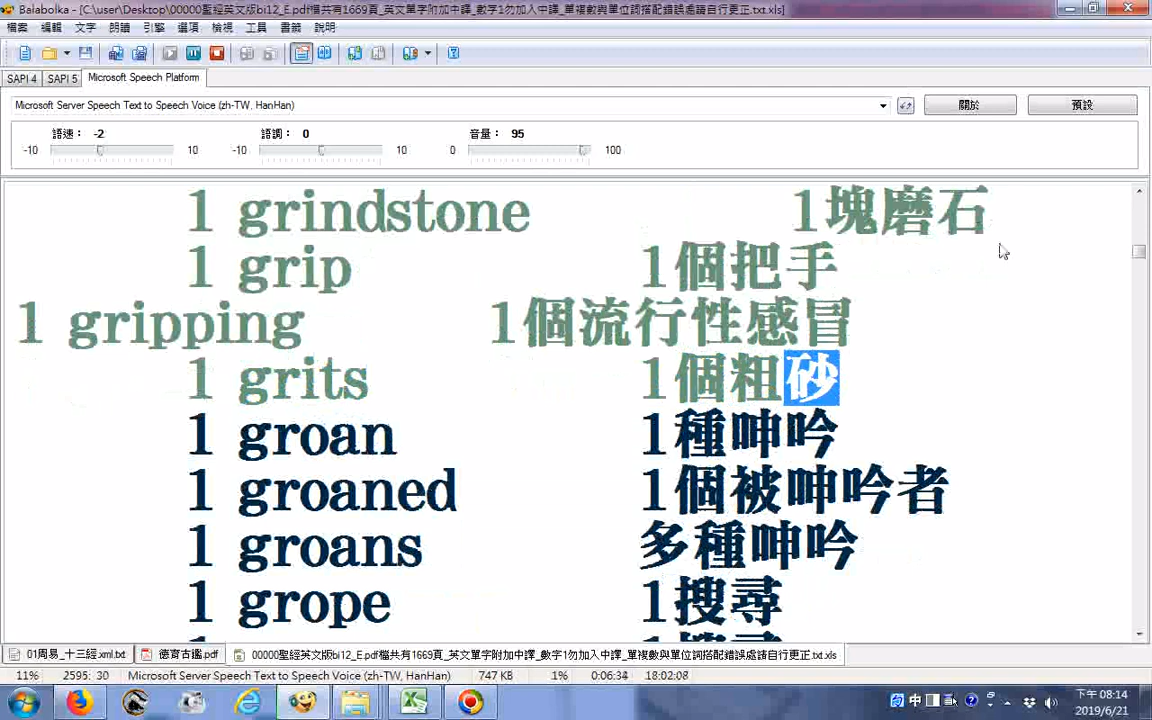 Balabolka - [C:\user\Desktop\00000聖經英文版bi12_E.pdf檔共有1669頁_英文單字附加中譯_數字1勿加入中譯_單複數與單位詞搭配錯誤處請自行更正.txt.xls]
檔案 編輯 文字 朗讀 引擎 選項 檢視 工具 書籤 說明
SAPI 4 SAPI 5 Microsoft Speech Platform
Microsoft Server Speech Text to Speech Voice (zh-TW, HanHan) 關於 預設
語速： -2 語調： 0 音量： 95
-10 10 -10 10 0 100
1 grindstone 1塊磨石
1 grip 1個把手
1 gripping 1個流行性感冒
1 grits 1個粗砂
1 groan 1種呻吟
1 groaned 1個被呻吟者
1 groans 多種呻吟
1 grope 1搜尋
01周易_十三經.xml.txt 德育古鑑.pdf 00000聖經英文版bi12_E.pdf檔共有1669頁_英文單字附加中譯_數字1勿加入中譯_單複數與單位詞搭配錯誤處請自行更正.txt.xls
11% 2595: 30 Microsoft Server Speech Text to Speech Voice (zh-TW, HanHan) 747 KB 1% 0:06:34 18:02:08
中 下午 08:14
2019/6/21